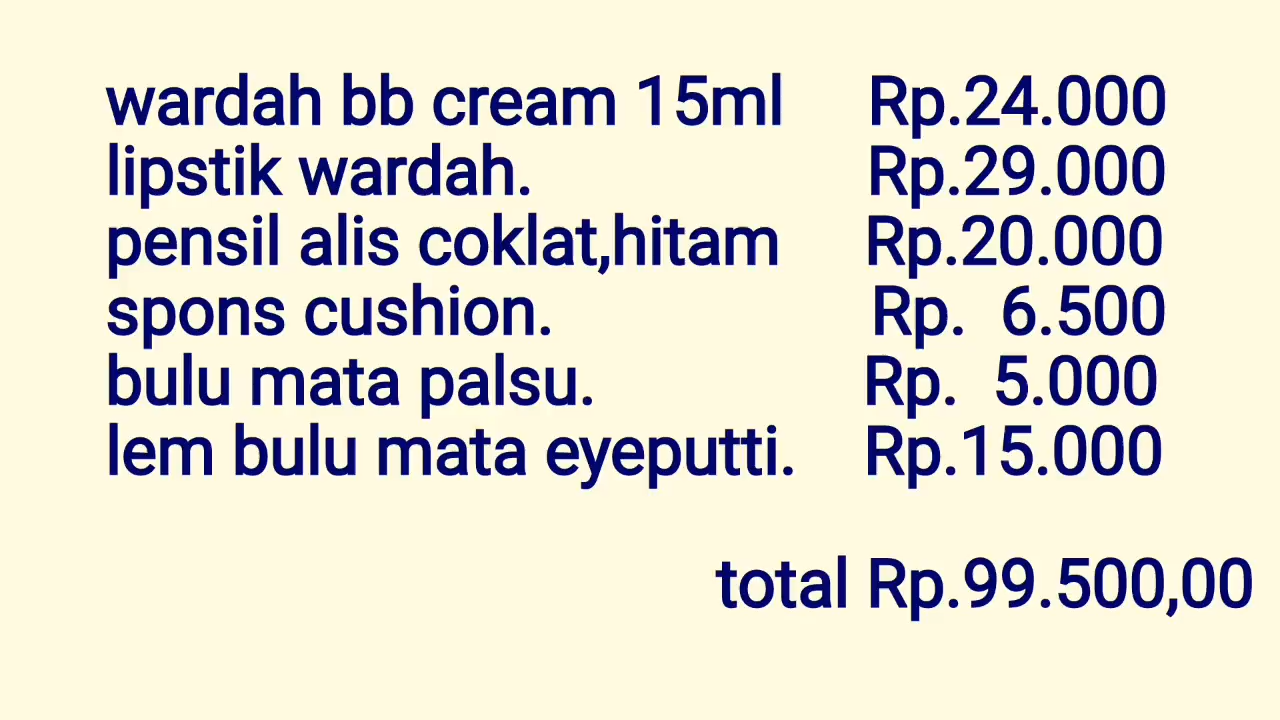 wardah bb cream 15ml Rp.24.000
lipstik wardah. Rp.29.000
pensil alis coklat,hitam Rp.20.000
spons cushion. Rp. 6.500
bulu mata palsu. Rp. 5.000
lem bulu mata eyeputti. Rp.15.000
total Rp.99.500,00